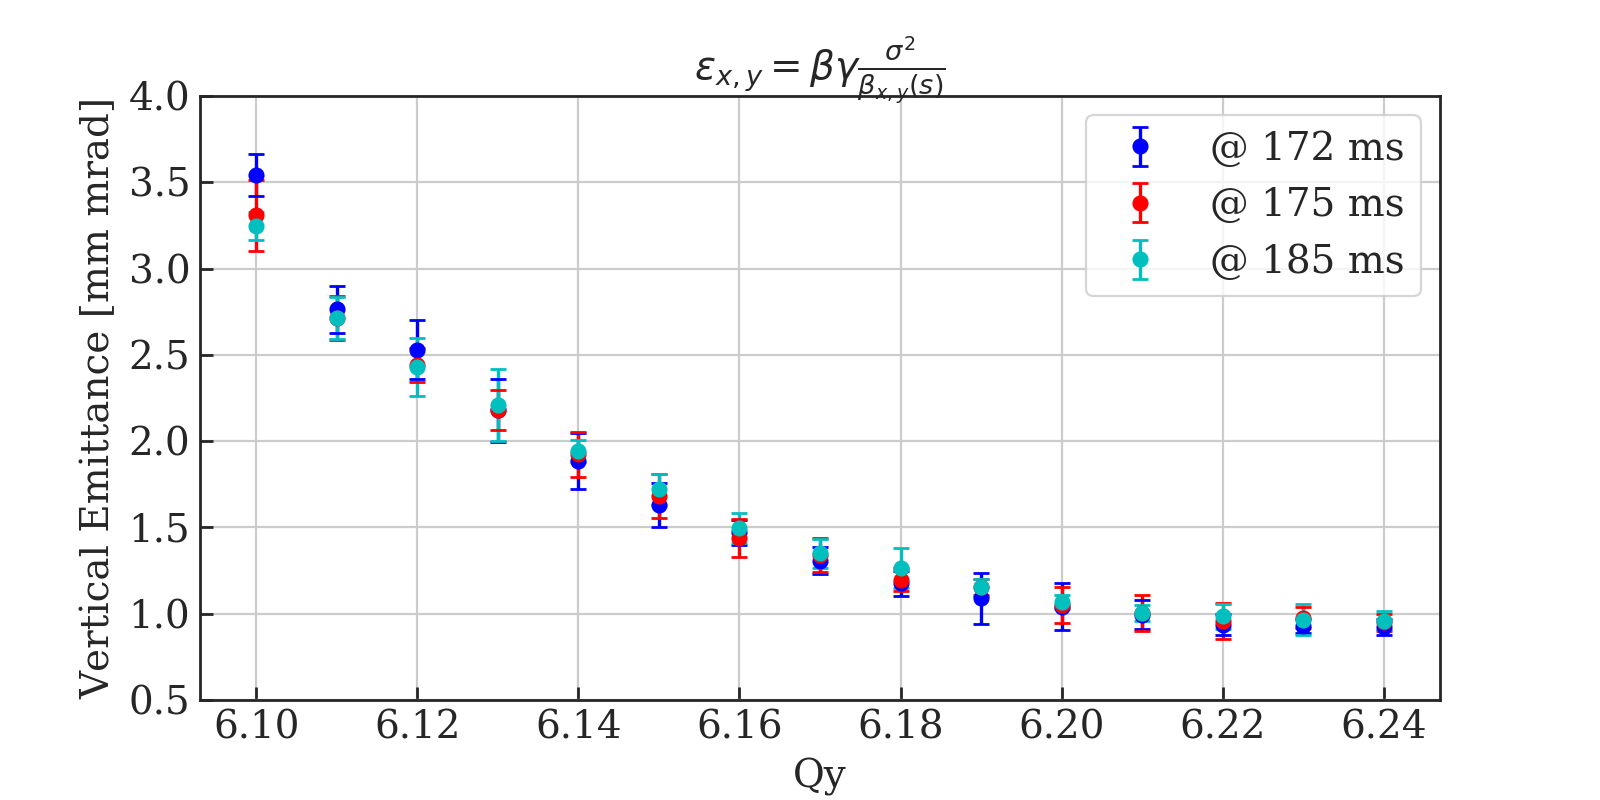 ε_{x,y} = βγ σ²/β_{x,y}(s)
Vertical Emittance [mm mrad]
4.0
3.5
3.0
2.5
2.0
1.5
1.0
0.5
@ 172 ms
@ 175 ms
@ 185 ms
6.10 6.12 6.14 6.16 6.18 6.20 6.22 6.24
Qy